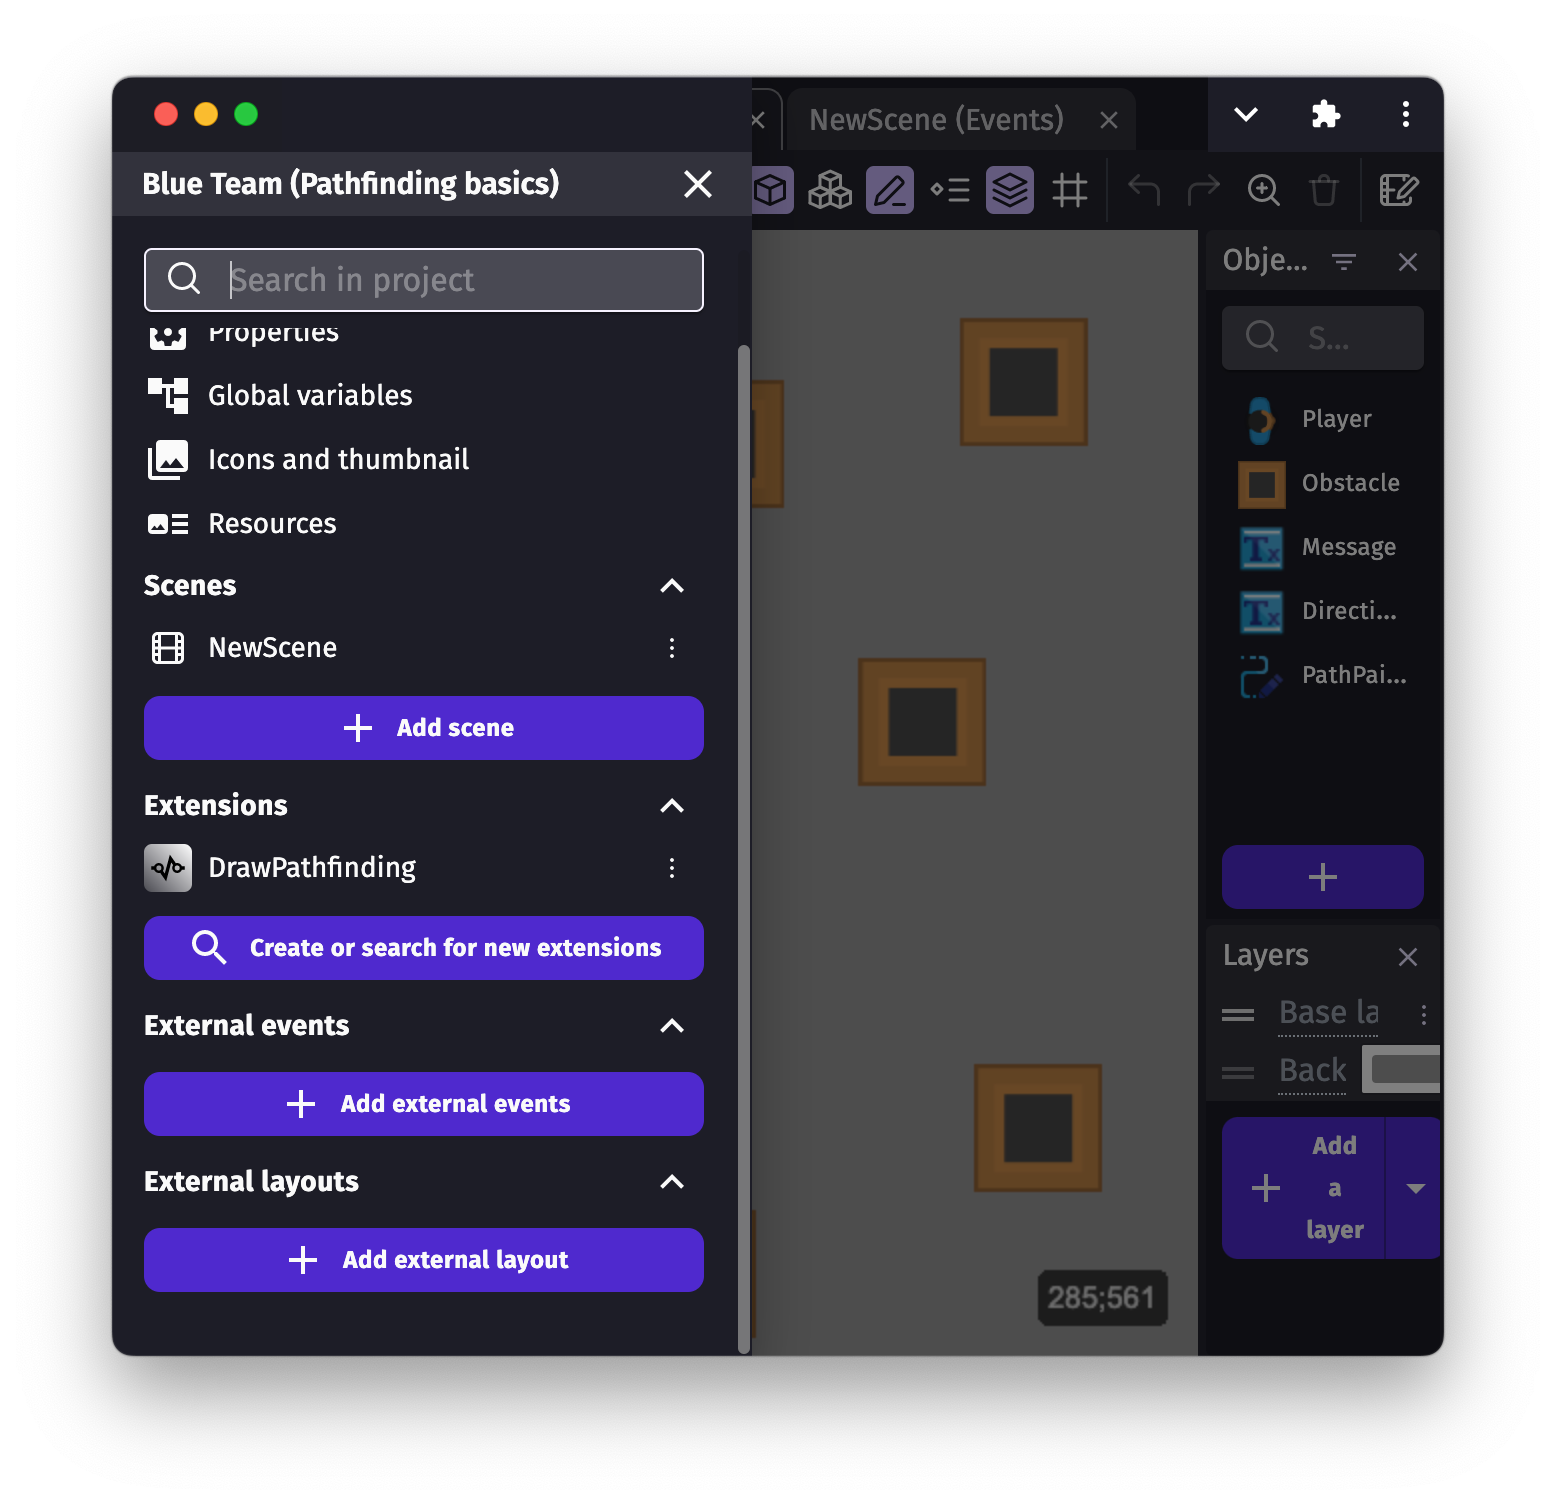 NewScene (Events)
Blue Team (Pathfinding basics)
Search in project
Properties
Global variables
Icons and thumbnail
Resources
Scenes
NewScene
Add scene
Extensions
DrawPathfinding
Create or search for new extensions
External events
Add external events
External layouts
Add external layout
285;561
Obje...
S...
Player
Obstacle
Message
Directi...
PathPai...
Layers
Base la
Back
Add
a
layer